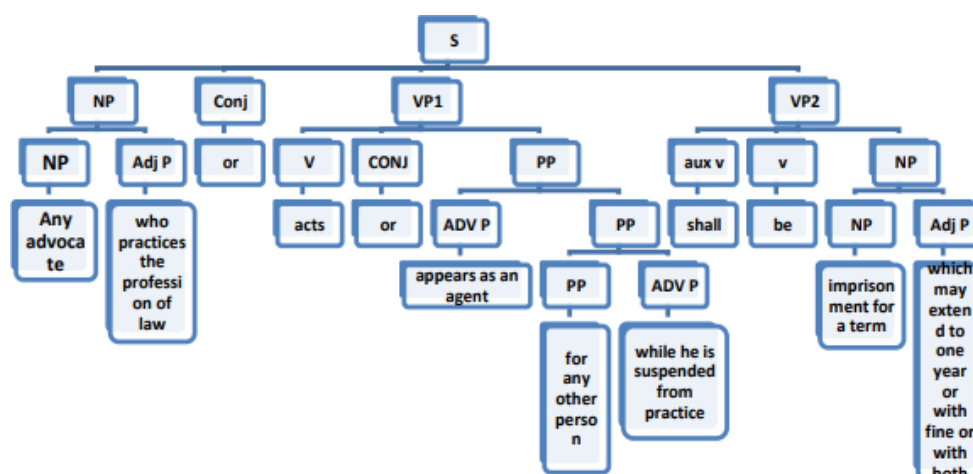 S
NP Conj VP1 VP2
NP Adj P or V CONJ PP aux v v NP
Any
advoca
te
who
practices
the
professi
on of
law
acts or ADV P PP shall be NP Adj P
appears as an
agent
PP ADV P
imprison
ment for
a term
which
may
exten
d to
one
year
or
with
fine or
with
both
for
any
other
perso
n
while he is
suspended
from
practice